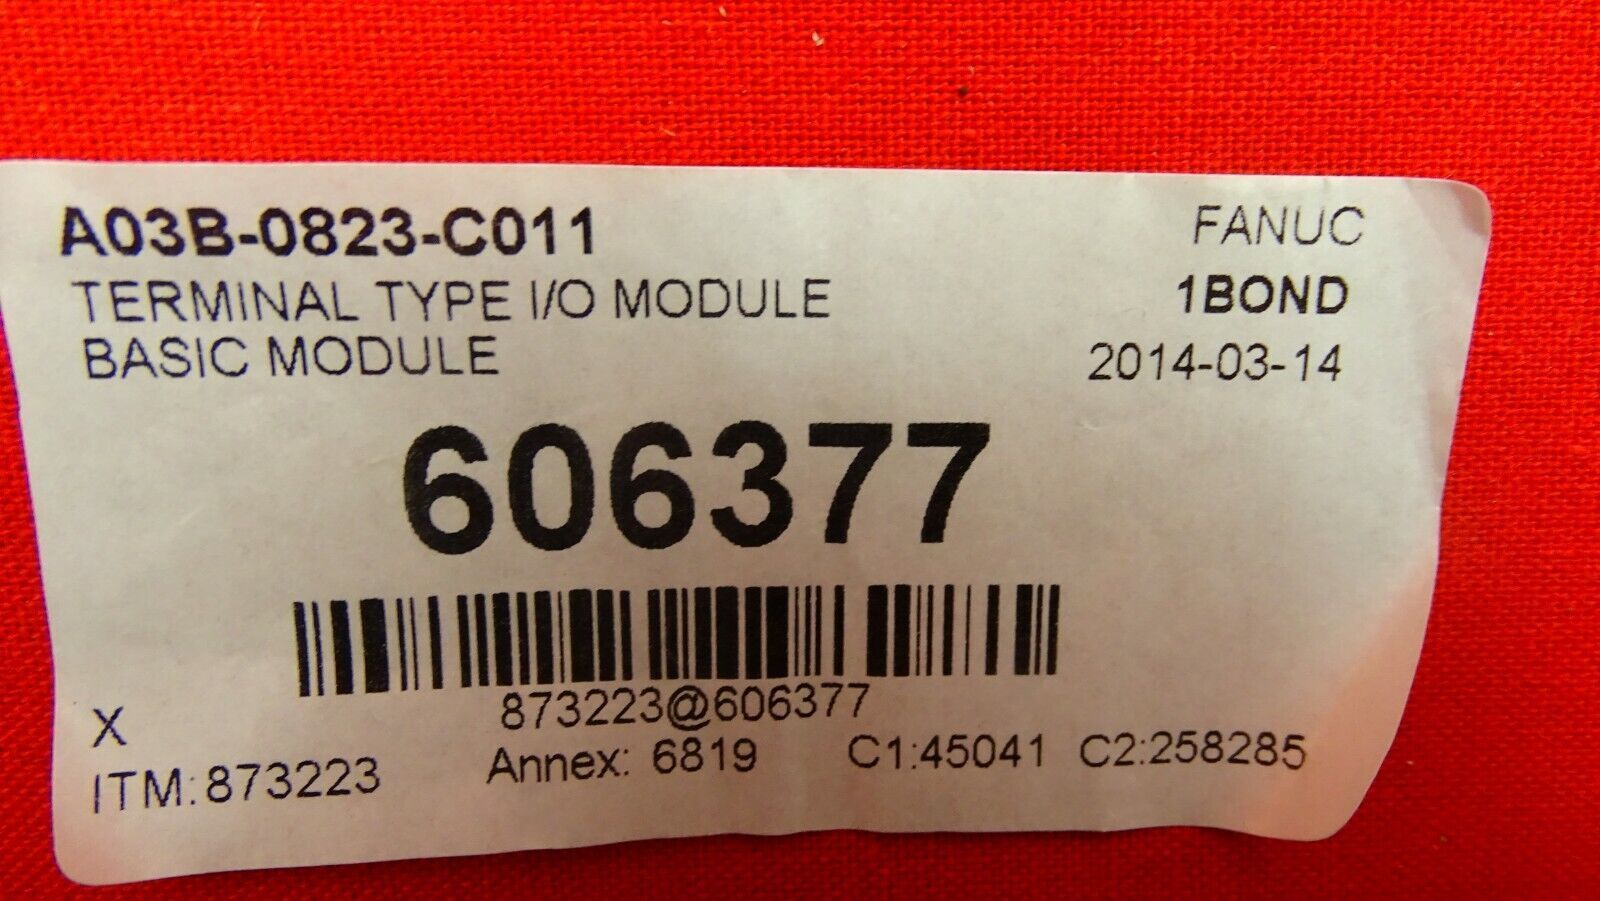 A03B-0823-C011
FANUC
TERMINAL TYPE I/O MODULE
1BOND
BASIC MODULE
2014-03-14
606377
873223@606377
X
Annex: 6819 C1:45041 C2:258285
ITM:873223